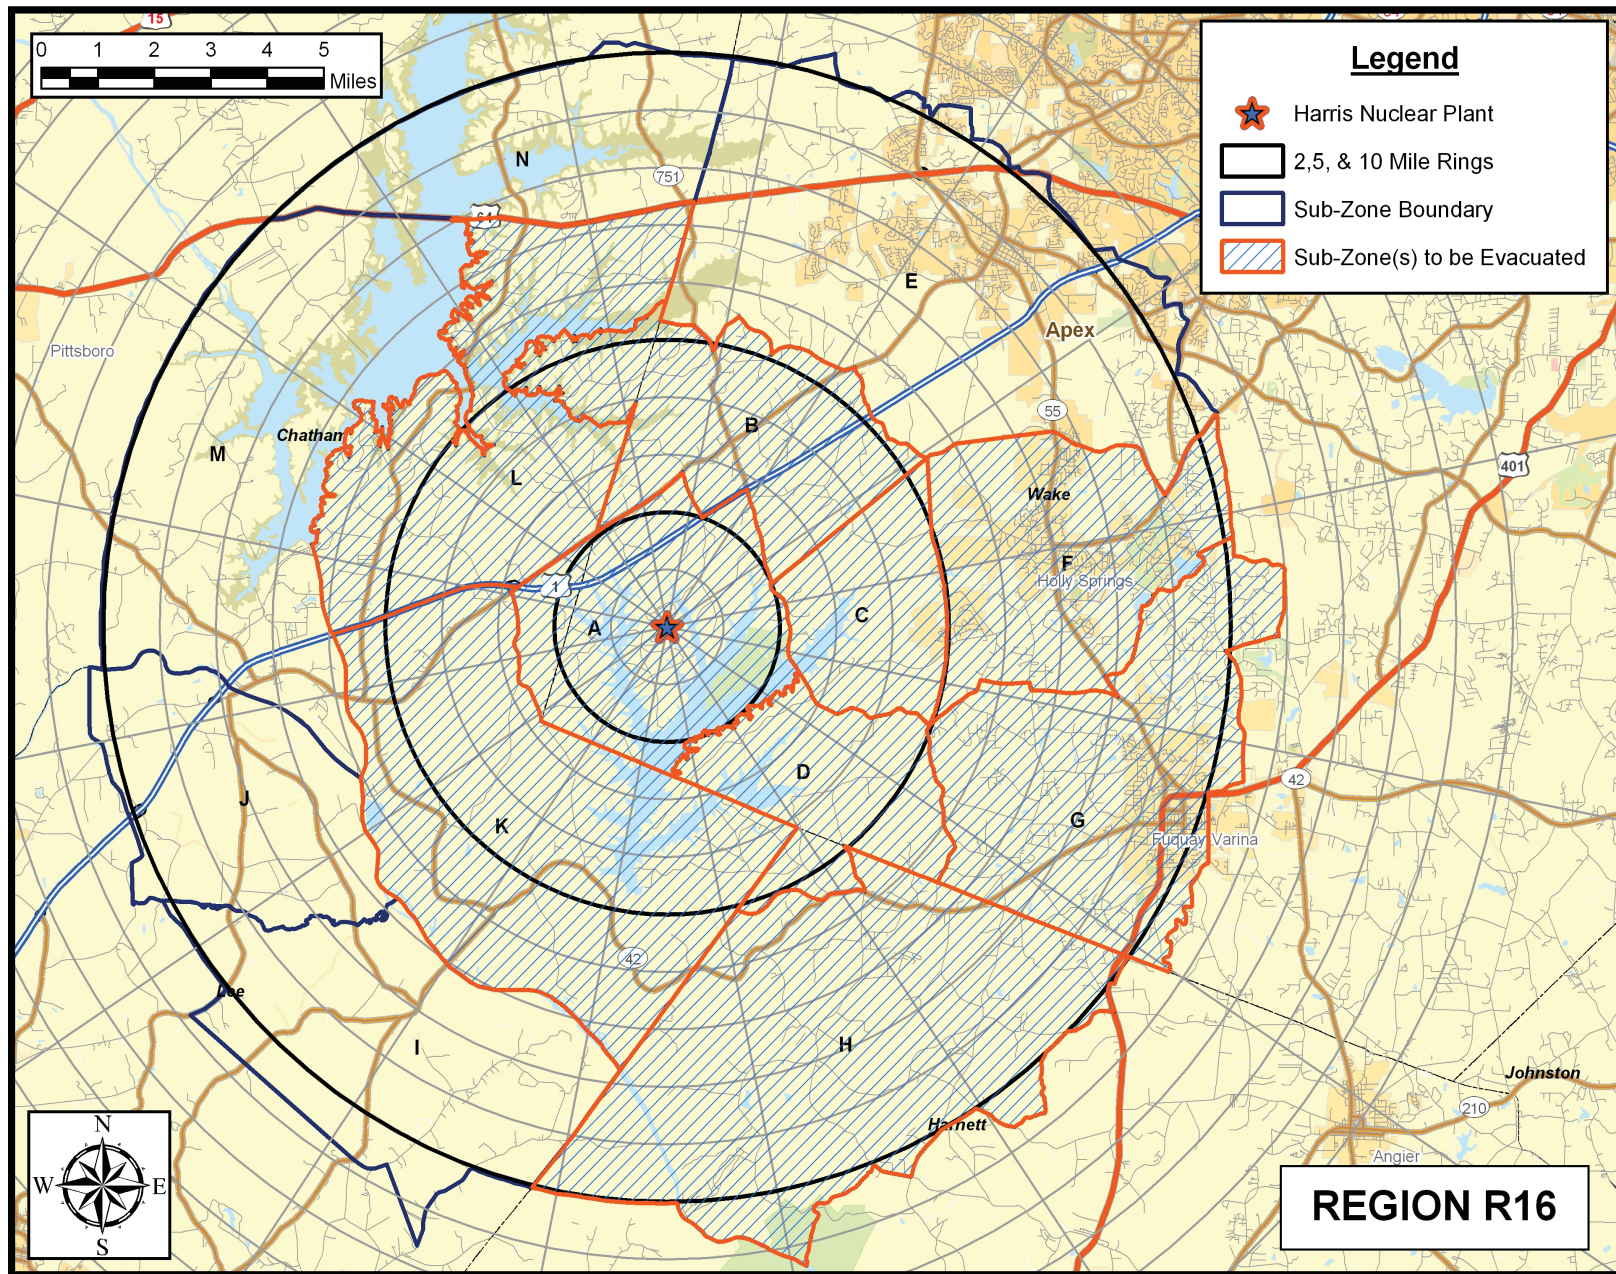 15
0 1 2 3 4 5
Miles
Legend
Harris Nuclear Plant
2,5, & 10 Mile Rings
Sub-Zone Boundary
Sub-Zone(s) to be Evacuated
N
751
64
E
Apex
Pittsboro
55
Chatham
M
B
401
L
Wake
F
Holly Springs
1
A
C
D
42
J
K
G
Fuquay Varina
42
Lee
I
H
Harnett
Johnston
210
Angier
N
W E
S
REGION R16